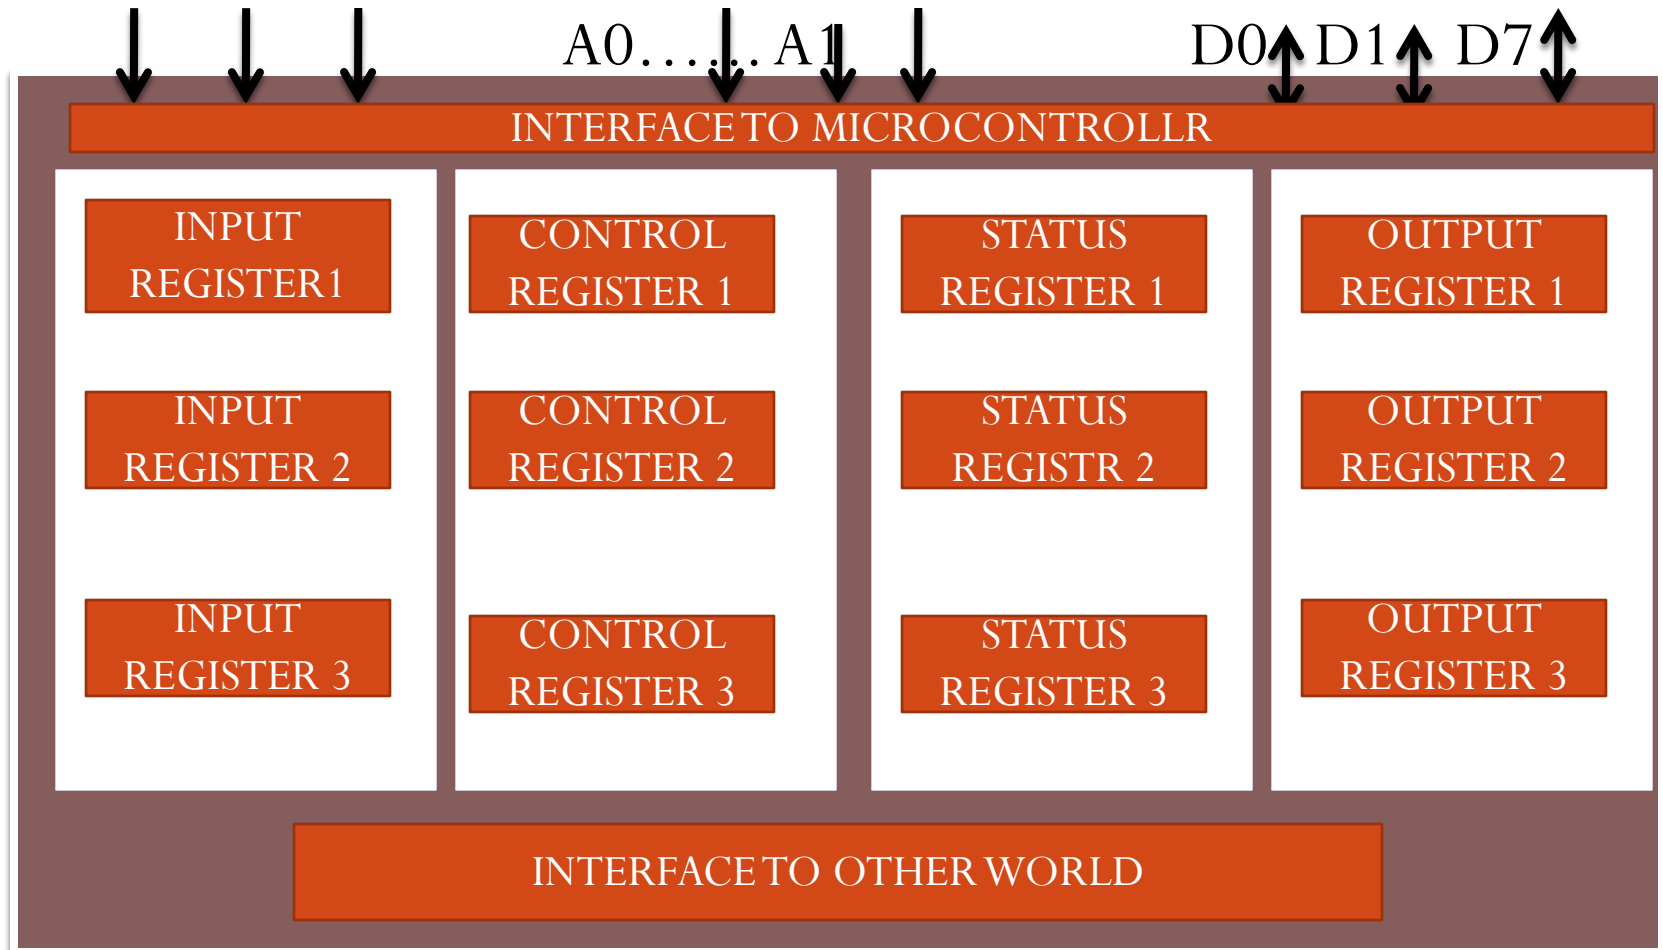 A0...... A1
D0 D1 D7
INTERFACE TO MICROCONTROLLR
INPUT
REGISTER1
INPUT
REGISTER 2
INPUT
REGISTER 3
CONTROL
REGISTER 1
CONTROL
REGISTER 2
CONTROL
REGISTER 3
STATUS
REGISTER 1
STATUS
REGISTR 2
STATUS
REGISTER 3
OUTPUT
REGISTER 1
OUTPUT
REGISTER 2
OUTPUT
REGISTER 3
INTERFACE TO OTHER WORLD